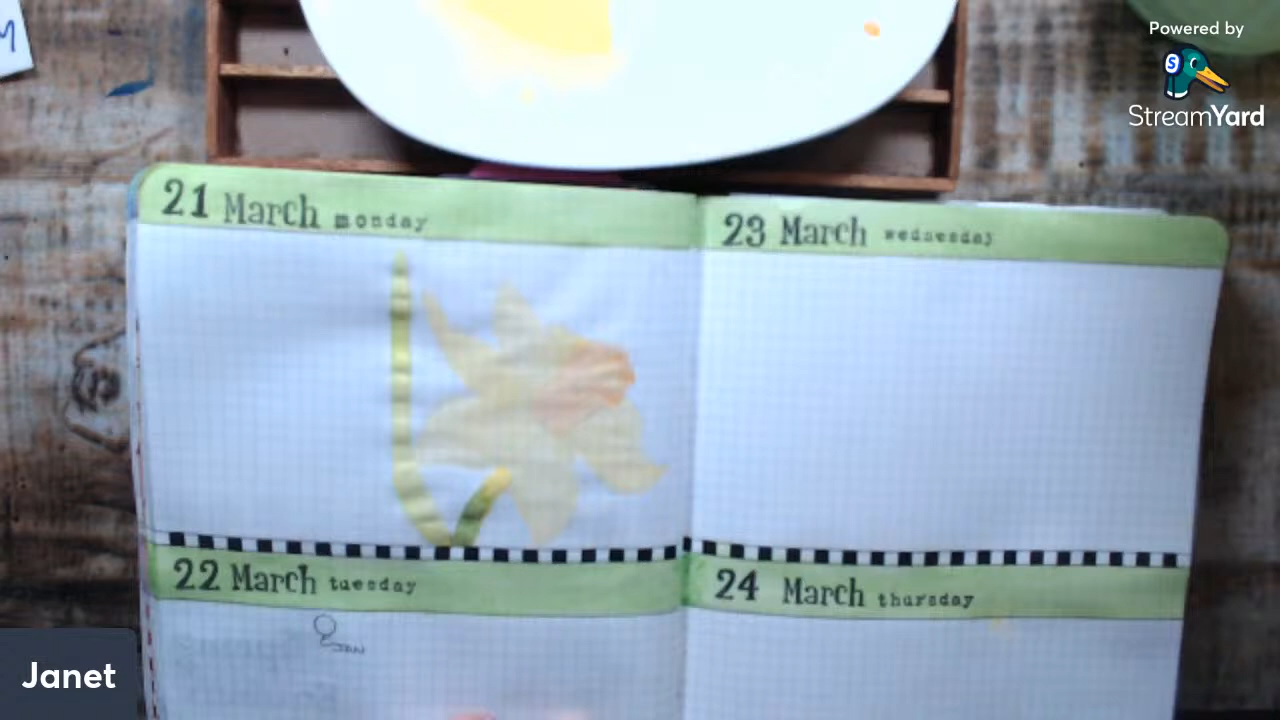 Powered by
StreamYard
21 March monday
23 March wednesday
22 March tuesday
24 March thursday
Janet